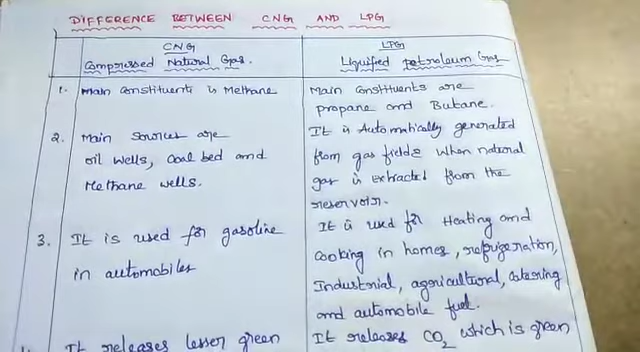 DIFFERENCE BETWEEN CNG AND LPG
CNG
Compressed Natural Gas.
LPG
Liquified petroleum Gas
1. Main constituents is Methane
Main constituents are
propane and Butane.
2. Main sources are
oil wells, coal bed and
Methane wells.
It is Automatically generated
from gas fields when natural
gas is extracted from the
reservoir.
3. It is used for gasoline
in automobiles
It is used for Heating and
cooking in homes, refrigeration,
Industrial, agricultural, catering
and automobile fuel.
It releases lesser green
It releases CO₂ which is green